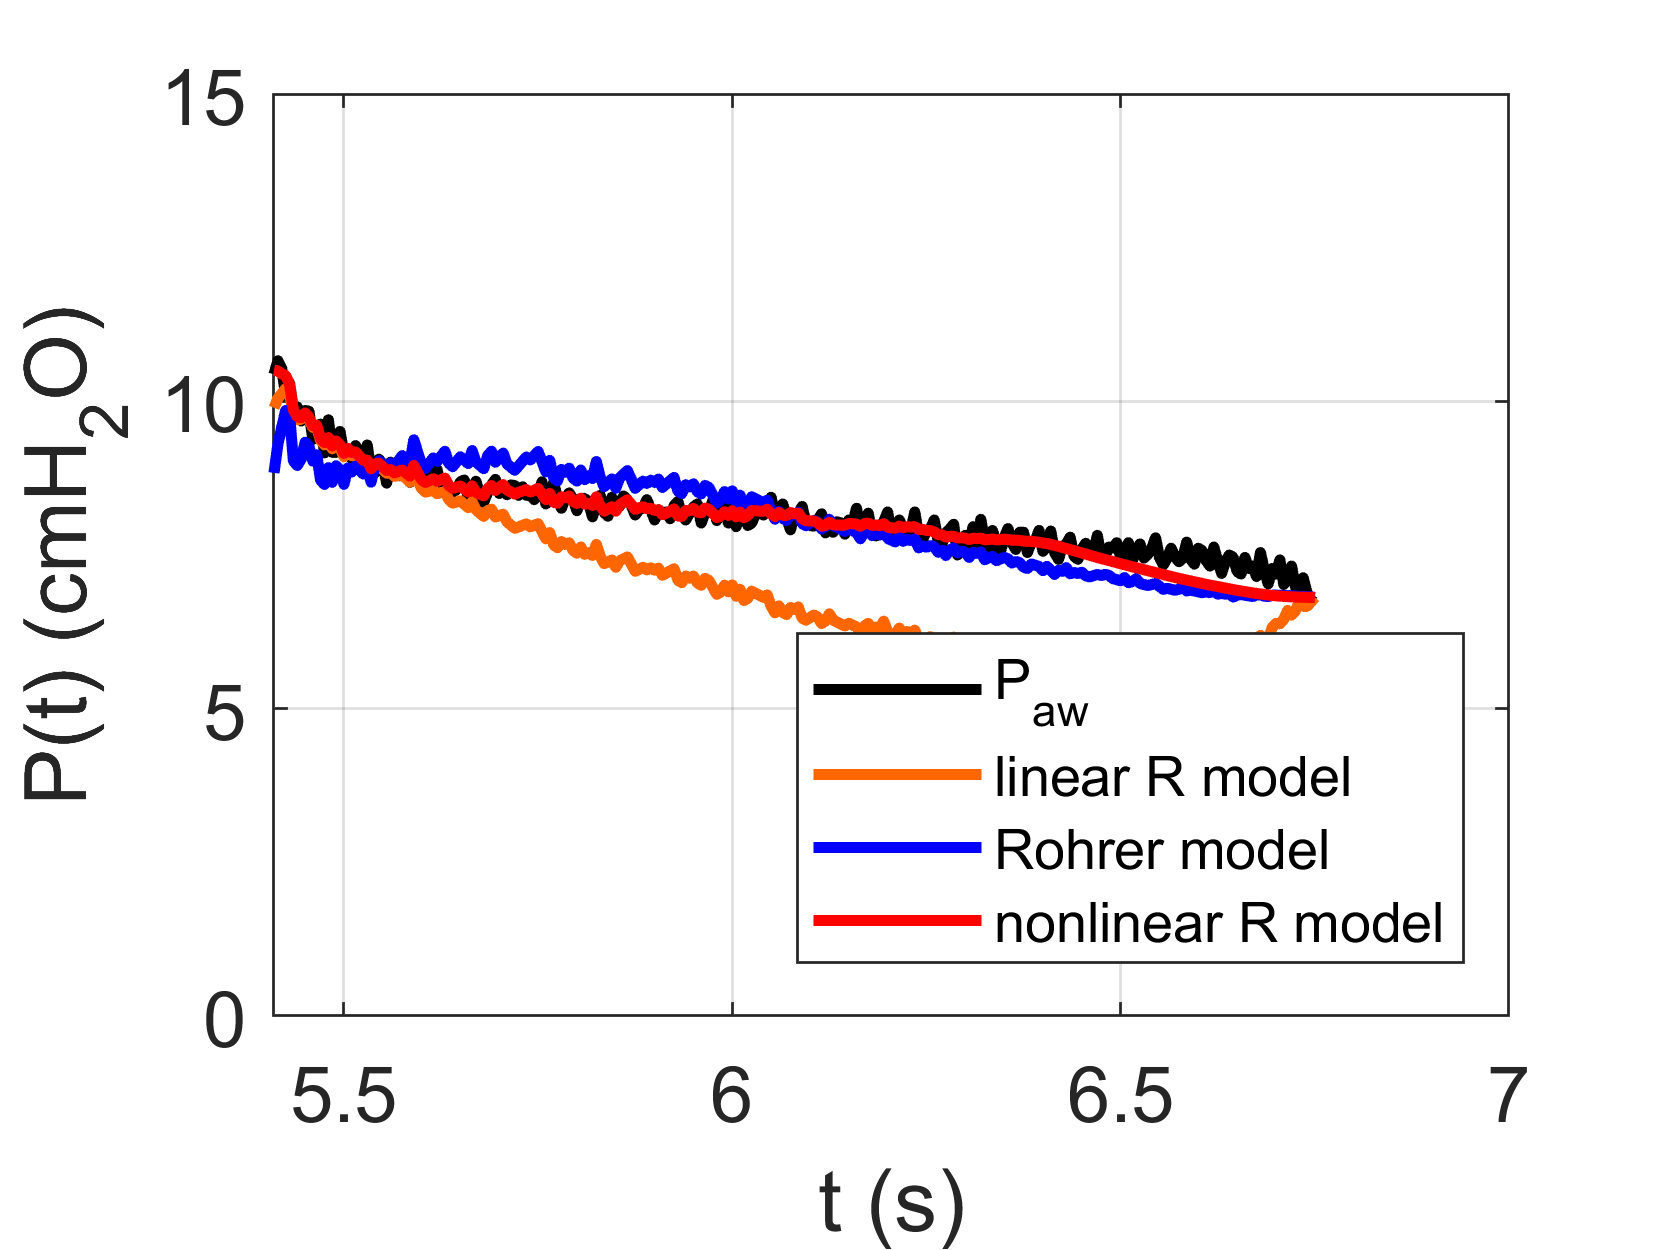 15
10
5
0
P(t) (cmH2O)
5.5
6
6.5
7
t (s)
Paw
linear R model
Rohrer model
nonlinear R model